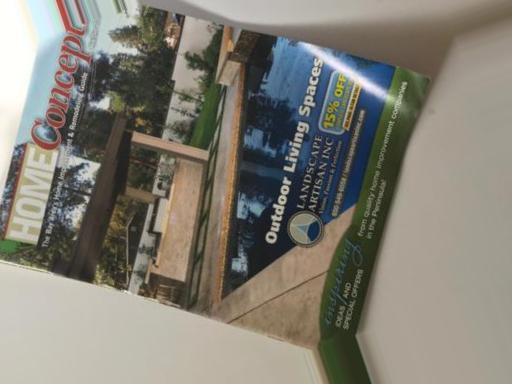 HOME Concept
The Bay Area's Home Improvement & Remodeling Guide
Outdoor Living Spaces
15% OFF
LANDSCAPE
ARTISAN INC
inspiring
IDEAS AND
SPECIAL OFFERS
from quality home improvement companies
in the Peninsula!